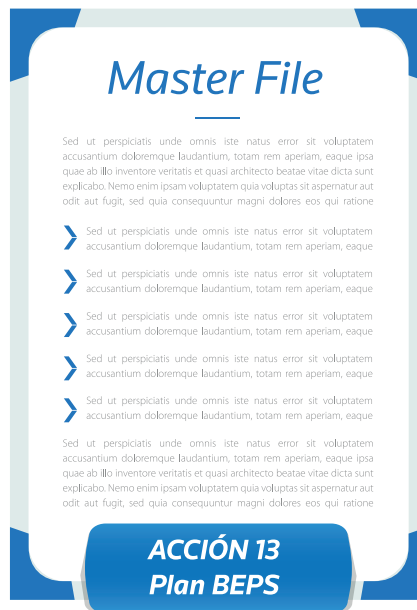 Master File
Sed ut perspiciatis unde omnis iste natus error sit voluptatem
accusantium doloremque laudantium, totam rem aperiam, eaque ipsa
quae ab illo inventore veritatis et quasi architecto beatae vitae dicta sunt
explicabo. Nemo enim ipsam voluptatem quia voluptas sit aspernatur aut
odit aut fugit, sed quia consequuntur magni dolores eos qui ratione
Sed ut perspiciatis unde omnis iste natus error sit voluptatem
accusantium doloremque laudantium, totam rem aperiam, eaque
Sed ut perspiciatis unde omnis iste natus error sit voluptatem
accusantium doloremque laudantium, totam rem aperiam, eaque
Sed ut perspiciatis unde omnis iste natus error sit voluptatem
accusantium doloremque laudantium, totam rem aperiam, eaque
Sed ut perspiciatis unde omnis iste natus error sit voluptatem
accusantium doloremque laudantium, totam rem aperiam, eaque
Sed ut perspiciatis unde omnis iste natus error sit voluptatem
accusantium doloremque laudantium, totam rem aperiam, eaque
Sed ut perspiciatis unde omnis iste natus error sit voluptatem
accusantium doloremque laudantium, totam rem aperiam, eaque ipsa
quae ab illo inventore veritatis et quasi architecto beatae vitae dicta sunt
explicabo. Nemo enim ipsam voluptatem quia voluptas sit aspernatur aut
odit aut fugit, sed quia consequuntur magni dolores eos qui ratione
ACCIÓN 13
Plan BEPS